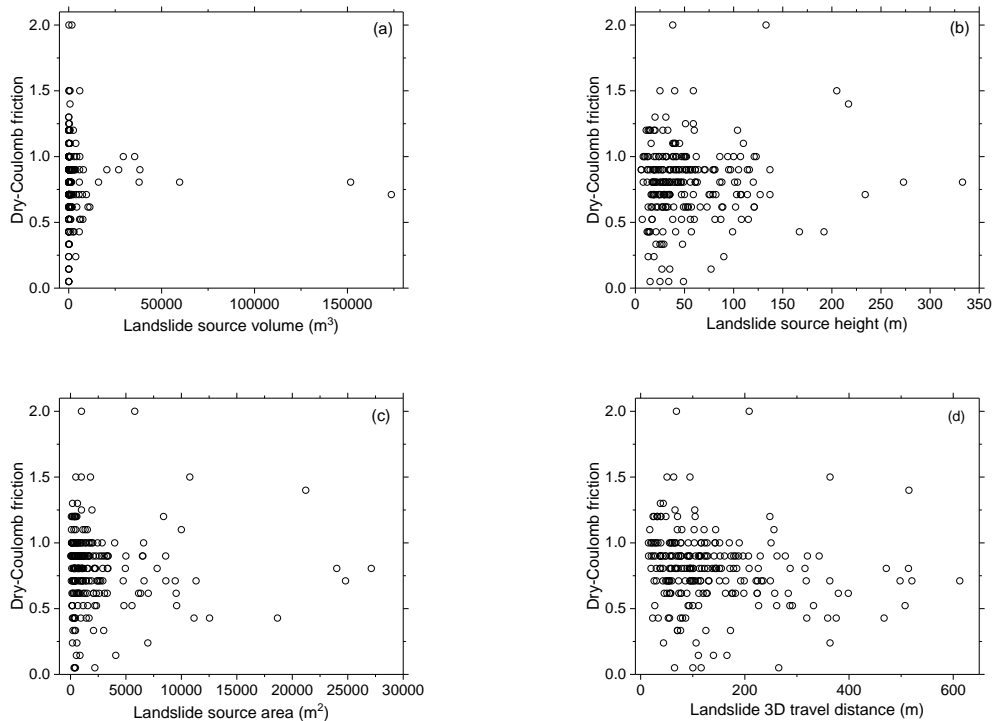 (a)
2.0
1.5
1.0
0.5
0.0
Dry-Coulomb friction
0 50000 100000 150000
Landslide source volume (m³)
(b)
2.0
1.5
1.0
0.5
0.0
Dry-Coulomb friction
0 50 100 150 200 250 300 350
Landslide source height (m)
(c)
2.0
1.5
1.0
0.5
0.0
Dry-Coulomb friction
0 5000 10000 15000 20000 25000 30000
Landslide source area (m²)
(d)
2.0
1.5
1.0
0.5
0.0
Dry-Coulomb friction
0 200 400 600
Landslide 3D travel distance (m)